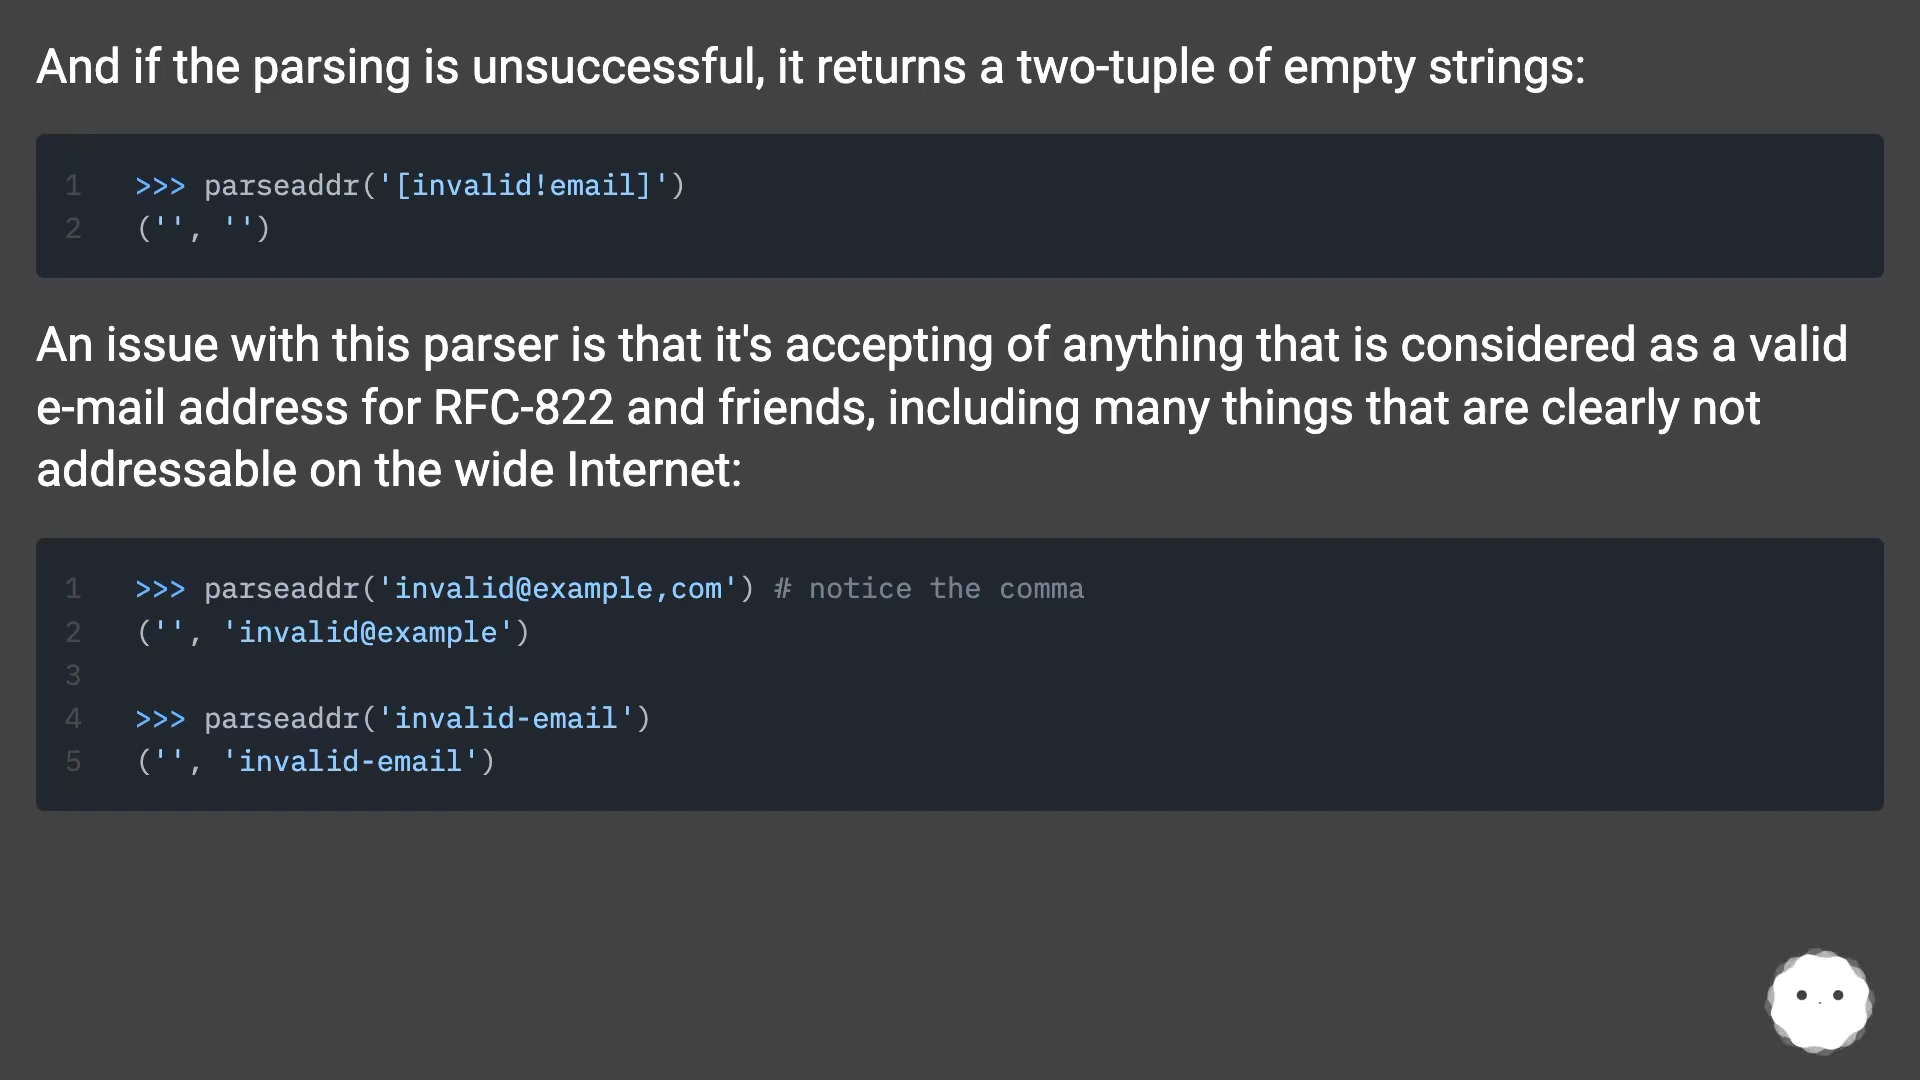 And if the parsing is unsuccessful, it returns a two-tuple of empty strings:
1 >>> parseaddr('[invalid!email]')
2 ('', '')
An issue with this parser is that it's accepting of anything that is considered as a valid
e-mail address for RFC-822 and friends, including many things that are clearly not
addressable on the wide Internet:
1 >>> parseaddr('invalid@example,com') # notice the comma
2 ('', 'invalid@example')
3
4 >>> parseaddr('invalid-email')
5 ('', 'invalid-email')